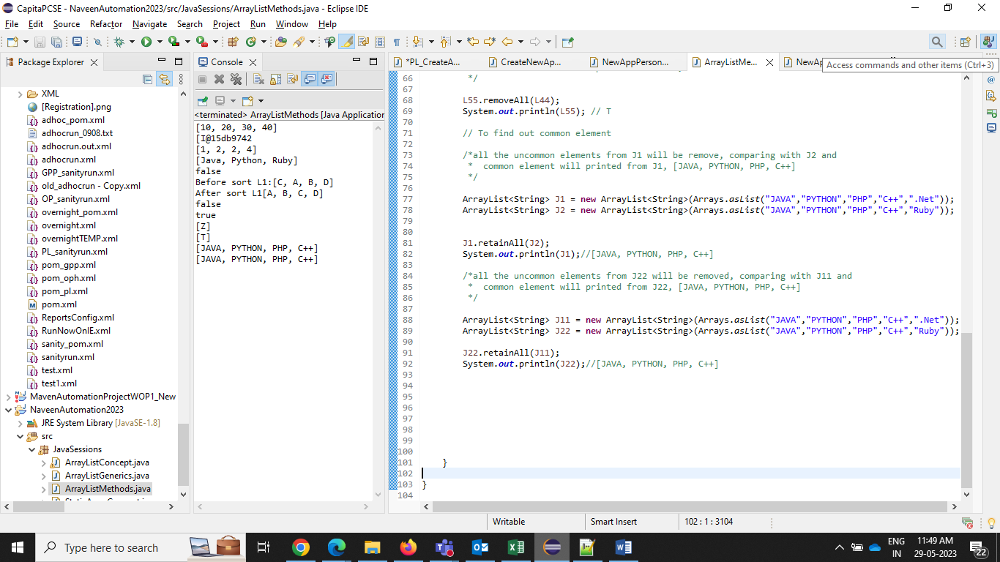 CapitaPCSE - NaveenAutomation2023/src/JavaSessions/ArrayListMethods.java - Eclipse IDE
File Edit Source Refactor Navigate Search Project Run Window Help
Package Explorer
XML
[Registration].png
adhoc_pom.xml
adhocrun_0908.txt
adhocrun.out.xml
adhocrun.xml
GPP_sanityrun.xml
old_adhocrun - Copy.xml
OP_sanityrun.xml
overnight_pom.xml
overnight.xml
overnightTEMP.xml
PL_sanityrun.xml
pom_gpp.xml
pom_oph.xml
pom_pl.xml
pom.xml
ReportsConfig.xml
RunNowOnIE.xml
sanity_pom.xml
sanityrun.xml
test.xml
test1.xml
MavenAutomationProjectWOP1_New
NaveenAutomation2023
JRE System Library [JavaSE-1.8]
src
JavaSessions
ArrayListConcept.java
ArrayListGenerics.java
ArrayListMethods.java
Console
<terminated> ArrayListMethods [Java Application
[10, 20, 30, 40]
[I@15db9742
[1, 2, 2, 4]
[Java, Python, Ruby]
false
Before sort L1:[C, A, B, D]
After sort L1[A, B, C, D]
false
true
[Z]
[T]
[JAVA, PYTHON, PHP, C++]
[JAVA, PYTHON, PHP, C++]
*PL_CreateA... CreateNewAp... NewAppPerson... ArrayListMe... NewAp
Access commands and other items (Ctrl+3)
66 */
67
68 L55.removeAll(L44);
69 System.out.println(L55); // T
70
71 // To find out common element
72
73 /*all the uncommon elements from J1 will be remove, comparing with J2 and
74 * common element will printed from J1, [JAVA, PYTHON, PHP, C++]
75 */
76
77 ArrayList<String> J1 = new ArrayList<String>(Arrays.asList("JAVA","PYTHON","PHP","C++",".Net"));
78 ArrayList<String> J2 = new ArrayList<String>(Arrays.asList("JAVA","PYTHON","PHP","C++","Ruby"));
79
80
81 J1.retainAll(J2);
82 System.out.println(J1);//[JAVA, PYTHON, PHP, C++]
83
84 /*all the uncommon elements from J22 will be removed, comparing with J11 and
85 * common element will printed from J22, [JAVA, PYTHON, PHP, C++]
86 */
87
88 ArrayList<String> J11 = new ArrayList<String>(Arrays.asList("JAVA","PYTHON","PHP","C++",".Net"));
89 ArrayList<String> J22 = new ArrayList<String>(Arrays.asList("JAVA","PYTHON","PHP","C++","Ruby"));
90
91 J22.retainAll(J11);
92 System.out.println(J22);//[JAVA, PYTHON, PHP, C++]
93
94
95
96
97
98
99
100
101 }
102
103 }
104
Writable Smart Insert 102 : 1 : 3104
Type here to search
ENG
IN
11:49 AM
29-05-2023
22